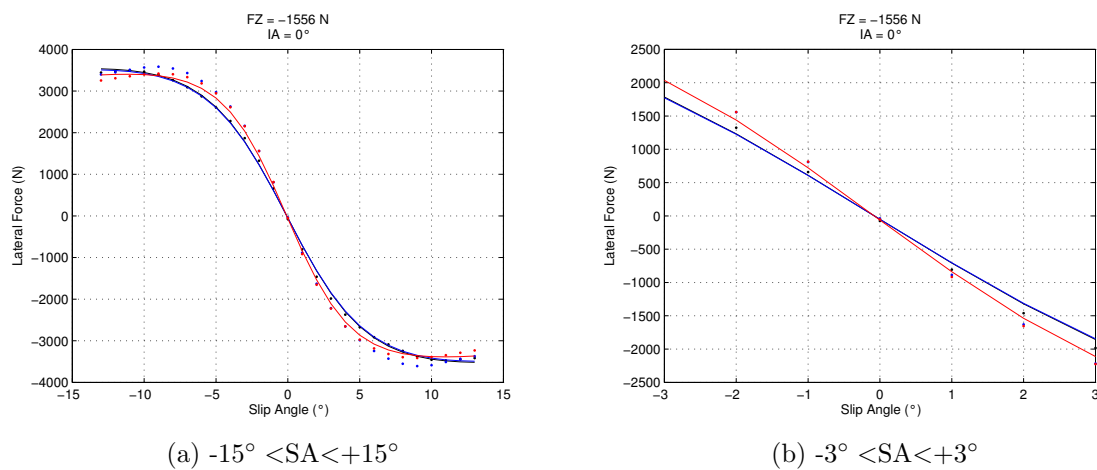 FZ = −1556 N
IA = 0°
4000
3000
2000
1000
0
−1000
−2000
−3000
−4000
Lateral Force (N)
−15 −10 −5 0 5 10 15
Slip Angle (°)
(a) -15° <SA<+15°
FZ = −1556 N
IA = 0°
2500
2000
1500
1000
500
0
−500
−1000
−1500
−2000
−2500
Lateral Force (N)
−3 −2 −1 0 1 2 3
Slip Angle (°)
(b) -3° <SA<+3°